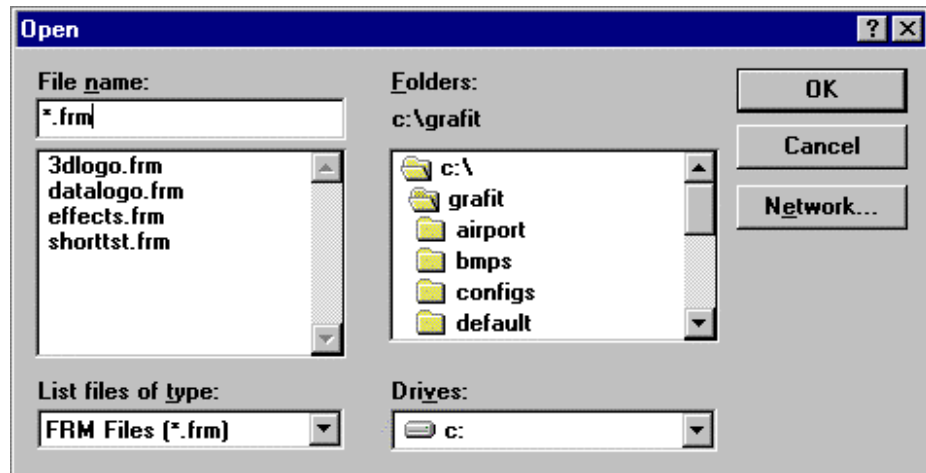 Open
File name:
*.frm
3dlogo.frm
datalogo.frm
effects.frm
shorttst.frm
List files of type:
FRM Files (*.frm)
Folders:
c:\grafit
c:\
grafit
airport
bmps
configs
default
Drives:
c:
OK
Cancel
Network...